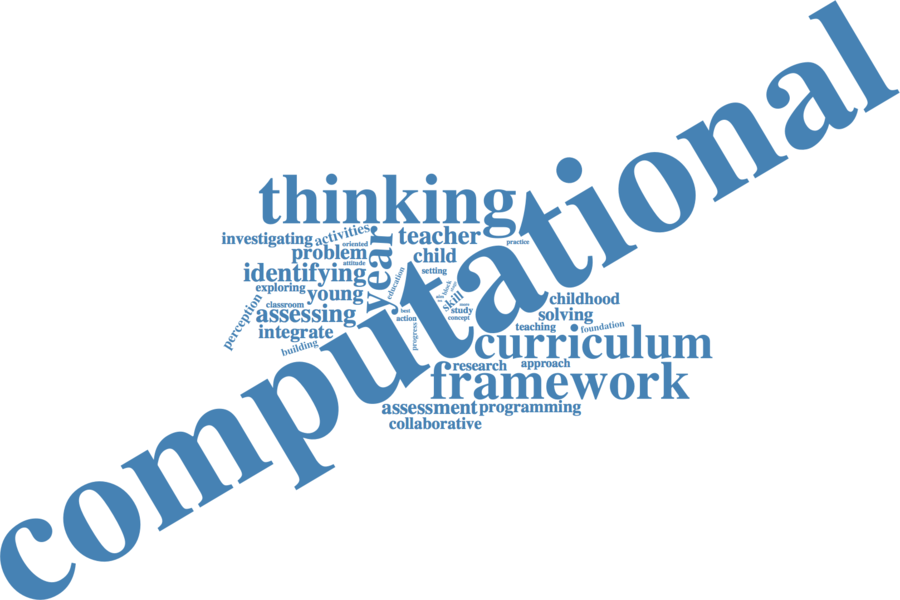 computational
thinking
investigating
activities
teacher
practice
oriented
problem
year
child
attitude
identifying
setting
education
exploring
young
block
skill
childhood
classroom
perception
assessing
best
study
solving
action
concept
integrate
teaching
foundation
progress
building
curriculum
research
approach
framework
assessment
programming
collaborative